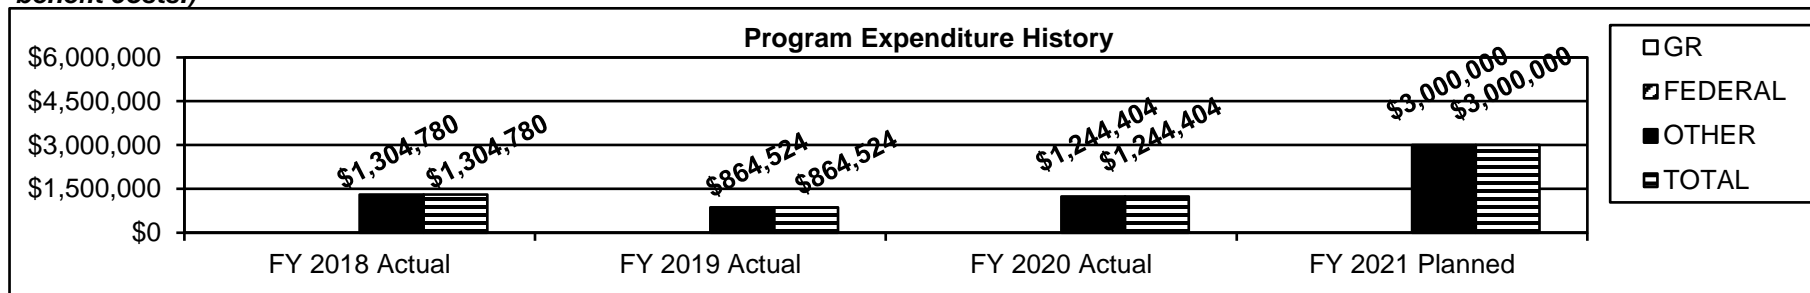 benefit costs.)
Program Expenditure History
$6,000,000
$4,500,000
$3,000,000
$1,500,000
$0
$1,304,780
$1,304,780
$864,524
$864,524
$1,244,404
$1,244,404
$3,000,000
$3,000,000
FY 2018 Actual
FY 2019 Actual
FY 2020 Actual
FY 2021 Planned
GR
FEDERAL
OTHER
TOTAL